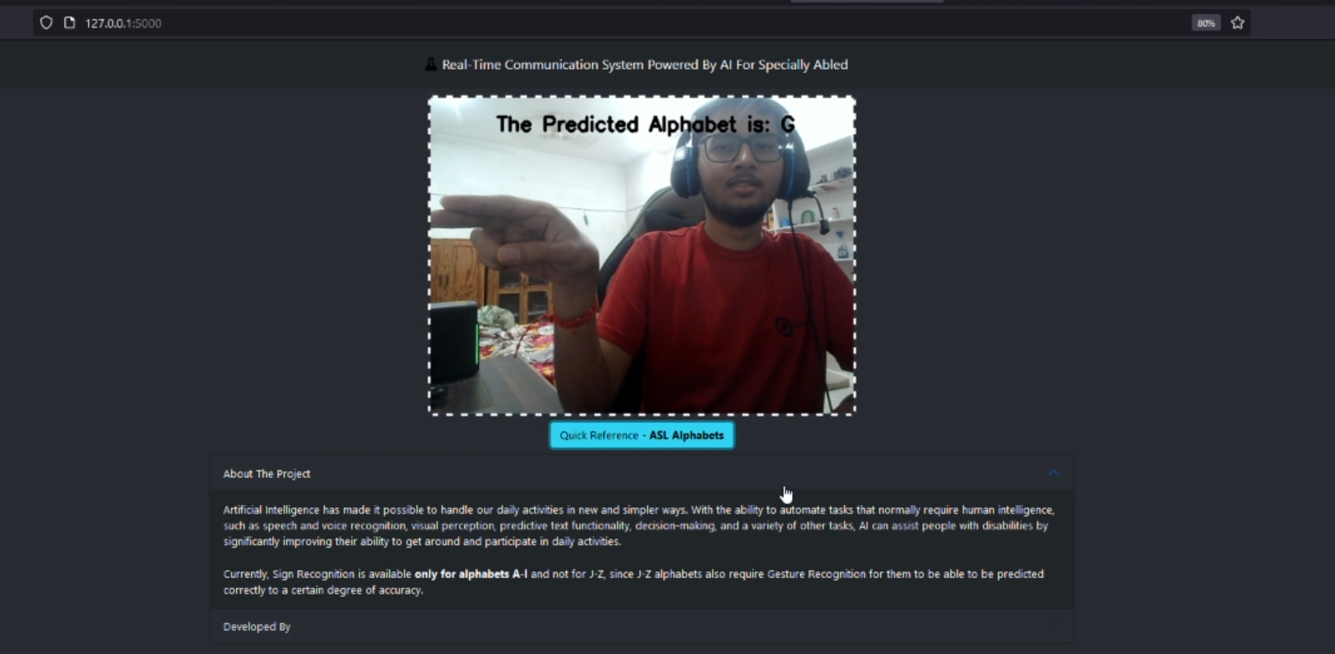 127.0.0.1:5000
80%
Real-Time Communication System Powered By AI For Specially Abled
The Predicted Alphabet is: G
Quick Reference - ASL Alphabets
About The Project
Artificial Intelligence has made it possible to handle our daily activities in new and simpler ways. With the ability to automate tasks that normally require human intelligence,
such as speech and voice recognition, visual perception, predictive text functionality, decision-making, and a variety of other tasks, AI can assist people with disabilities by
significantly improving their ability to get around and participate in daily activities.
Currently, Sign Recognition is available only for alphabets A-I and not for J-Z, since J-Z alphabets also require Gesture Recognition for them to be able to be predicted
correctly to a certain degree of accuracy.
Developed By